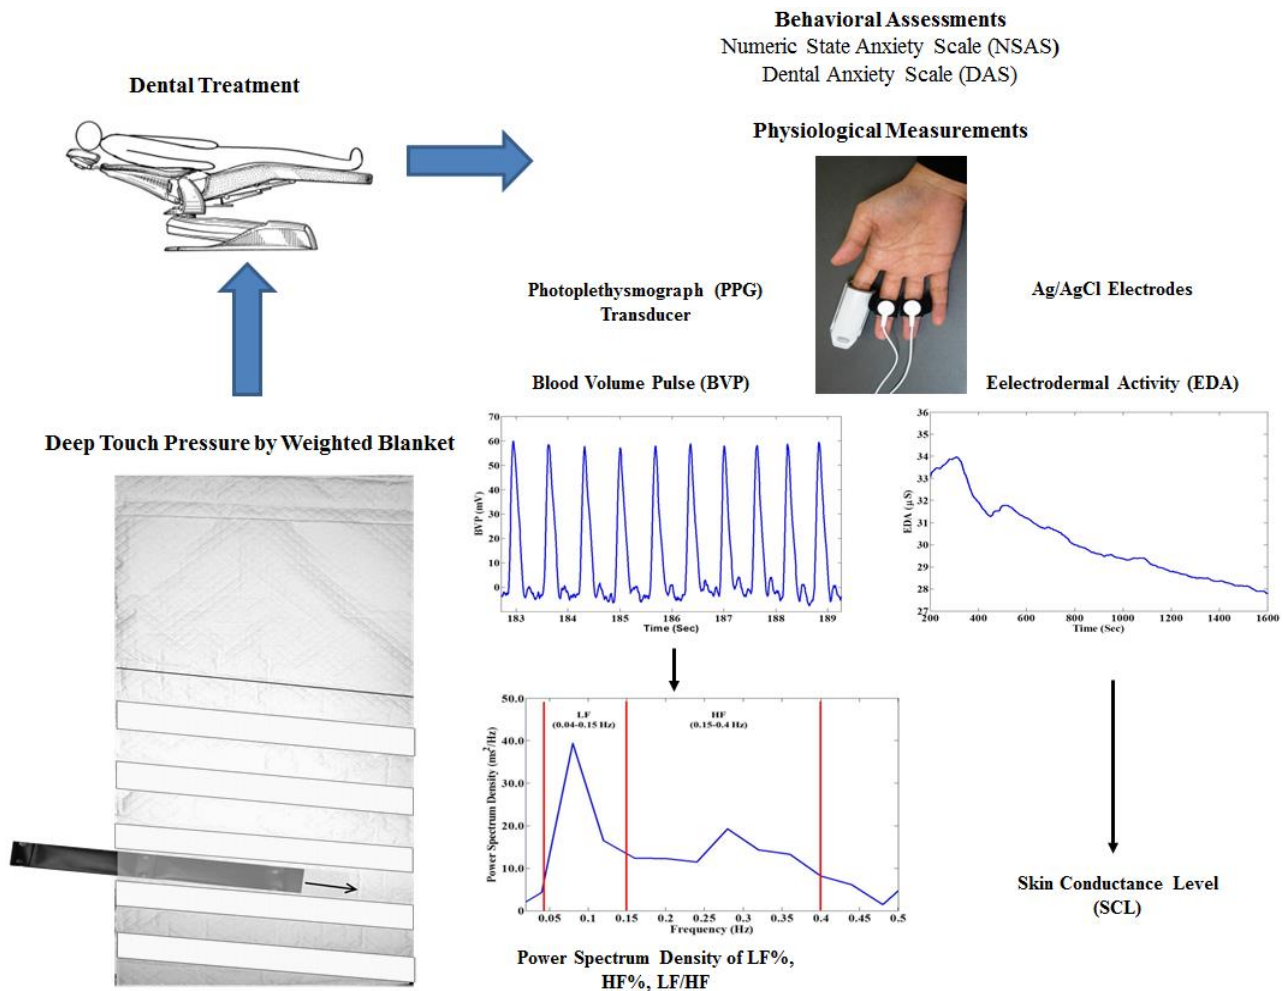 Behavioral Assessments
Numeric State Anxiety Scale (NSAS)
Dental Anxiety Scale (DAS)
Dental Treatment
Physiological Measurements
Photoplethysmograph (PPG)
Transducer
Ag/AgCl Electrodes
Blood Volume Pulse (BVP)
Eelectrodermal Activity (EDA)
Deep Touch Pressure by Weighted Blanket
70
60
50
40
30
20
10
0
BVP (mV)
183 184 185 186 187 188 189
Time (Sec)
36
35
34
33
32
31
30
29
28
27
EDA (µS)
200 400 600 800 1000 1200 1400 1600
Time (Sec)
50.0
40.0
30.0
20.0
10.0
0
Power Spectrum Density (ms²/Hz)
LF
(0.04-0.15 Hz)
HF
(0.15-0.4 Hz)
0.05 0.1 0.15 0.2 0.25 0.3 0.35 0.4 0.45 0.5
Frequency (Hz)
Power Spectrum Density of LF%,
HF%, LF/HF
Skin Conductance Level
(SCL)